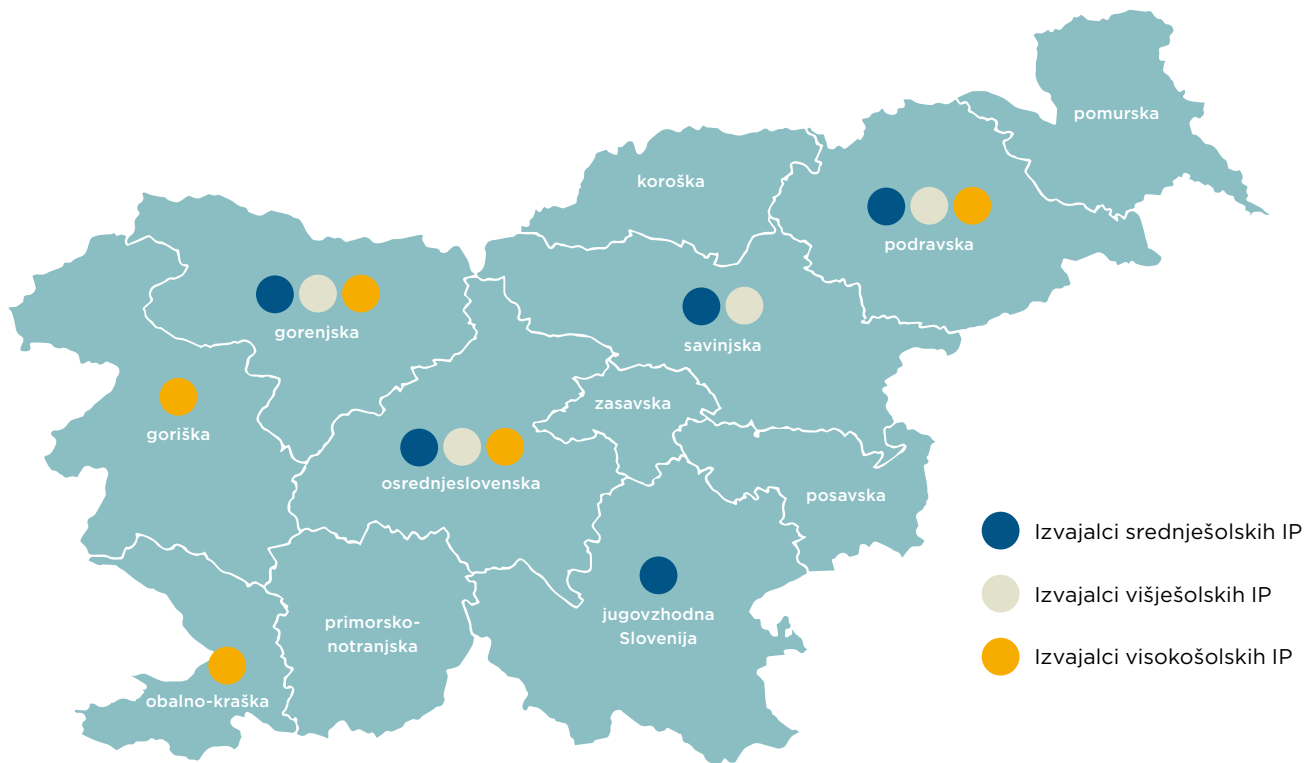 pomurska
koroška
podravska
gorenjska
savinjska
zasavska
goriška
osrednjeslovenska
posavska
Izvajalci srednješolskih IP
Izvajalci višješolskih IP
jugovzhodna
Slovenija
primorsko-
notranjska
Izvajalci visokošolskih IP
obalno-kraška